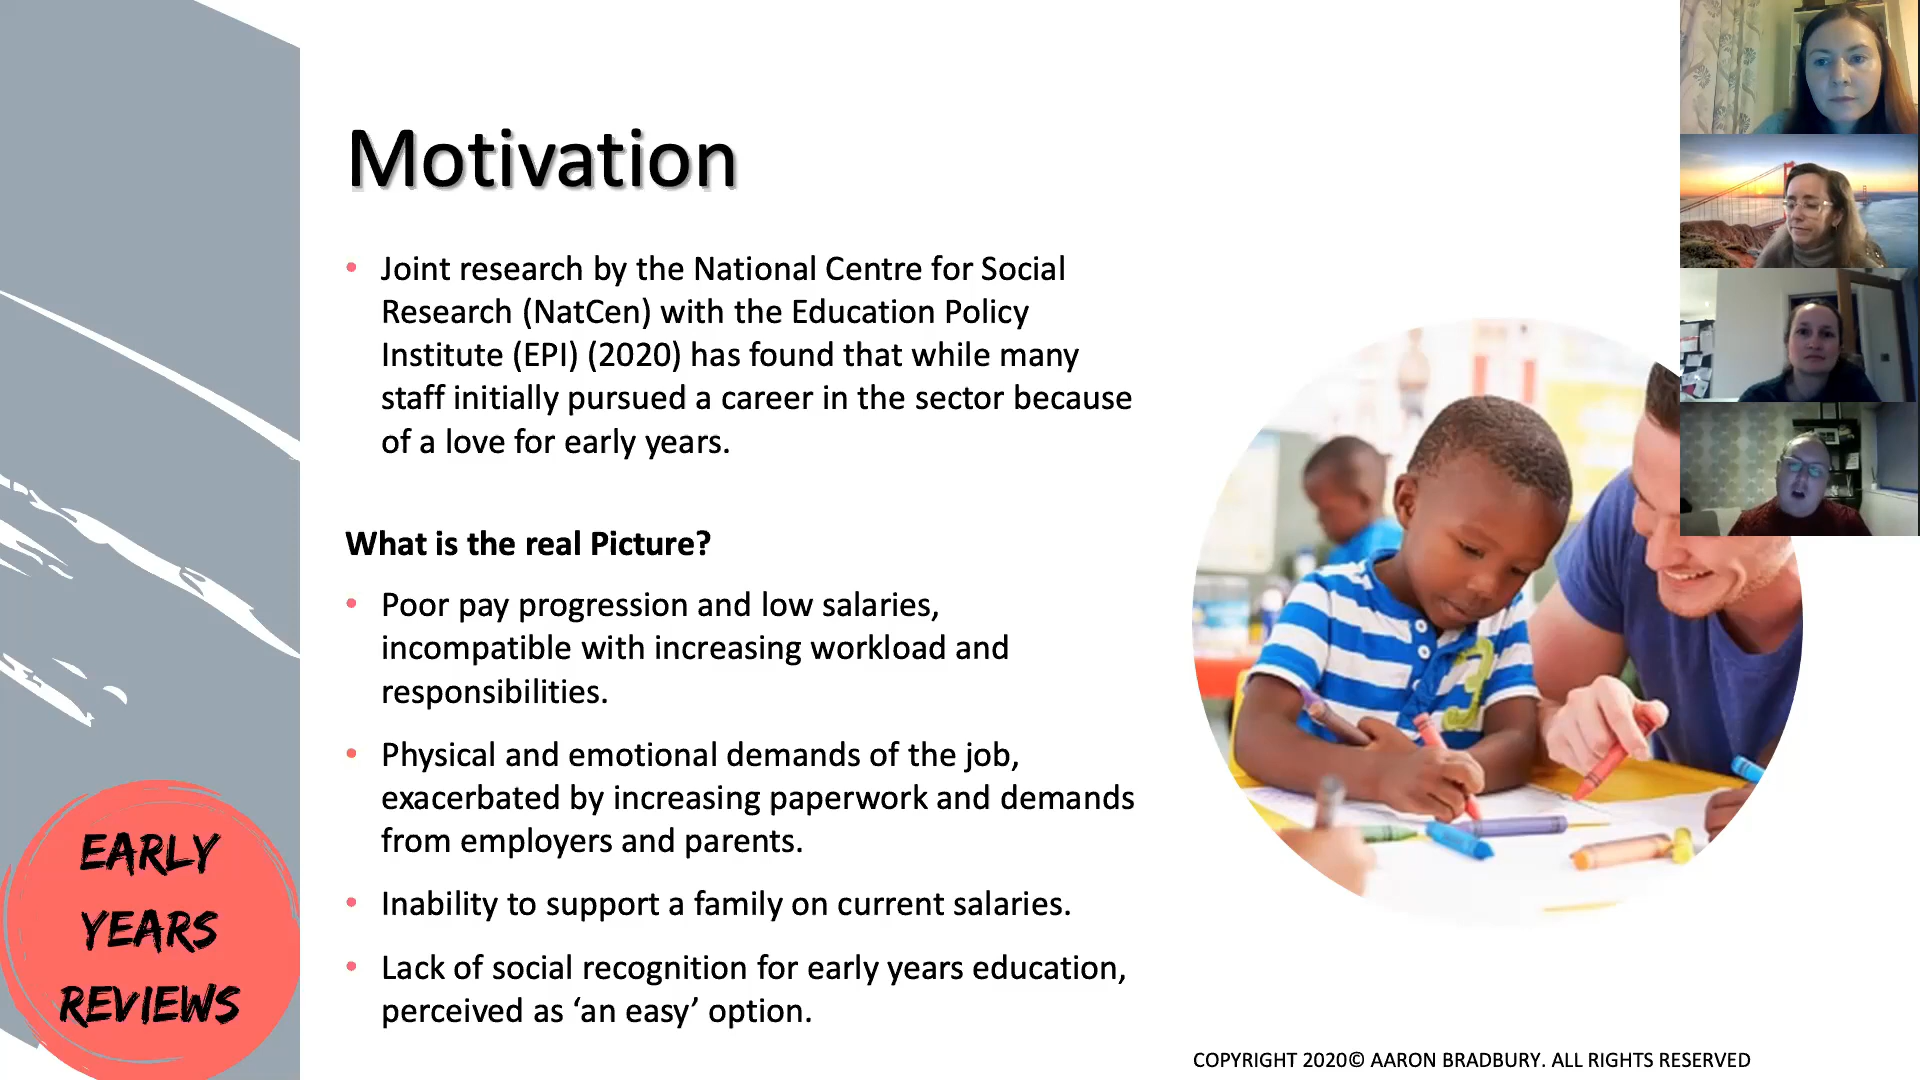 Motivation
• Joint research by the National Centre for Social
Research (NatCen) with the Education Policy
Institute (EPI) (2020) has found that while many
staff initially pursued a career in the sector because
of a love for early years.
What is the real Picture?
• Poor pay progression and low salaries,
incompatible with increasing workload and
responsibilities.
• Physical and emotional demands of the job,
exacerbated by increasing paperwork and demands
from employers and parents.
• Inability to support a family on current salaries.
• Lack of social recognition for early years education,
perceived as ‘an easy’ option.
EARLY
YEARS
REVIEWS
3
COPYRIGHT 2020© AARON BRADBURY. ALL RIGHTS RESERVED